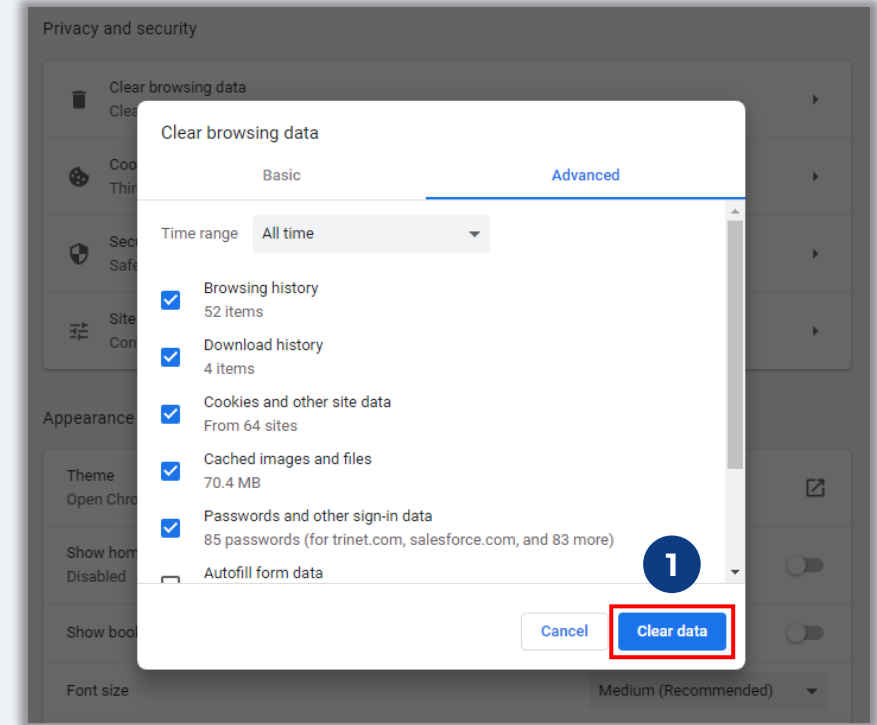 Privacy and security
Clear browsing data
Clea
Clear browsing data
Coo
Thir
Basic
Advanced
Time range
All time
Secu
Safe
Browsing history
52 items
Site
Con
Download history
4 items
Cookies and other site data
From 64 sites
Appearance
Cached images and files
70.4 MB
Theme
Open Chro
Passwords and other sign-in data
85 passwords (for trinet.com, salesforce.com, and 83 more)
Show hom
Disabled
Autofill form data
1
Show bool
Cancel
Clear data
Font size
Medium (Recommended)